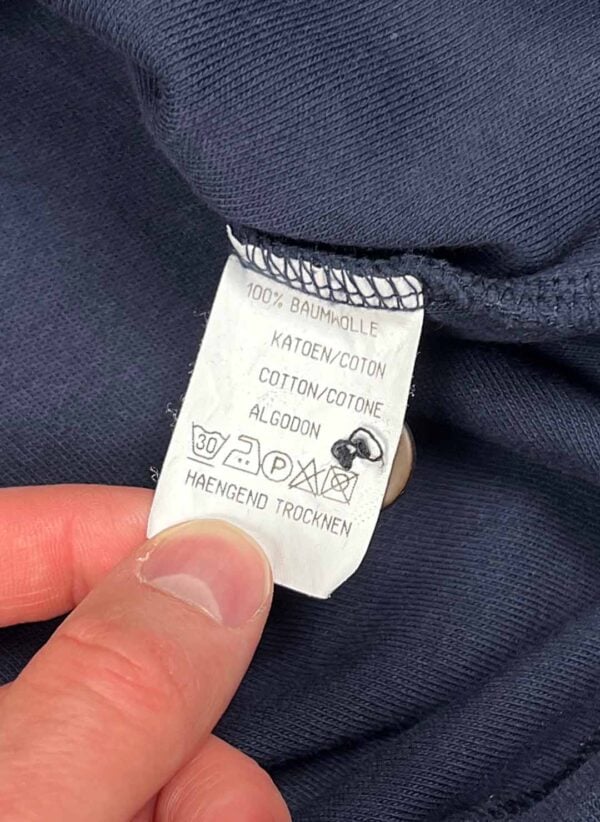 100% BAUMWOLLE
KATOEN/COTON
COTTON/COTONE
ALGODON
30 P
HAENGEND TROCKNEN